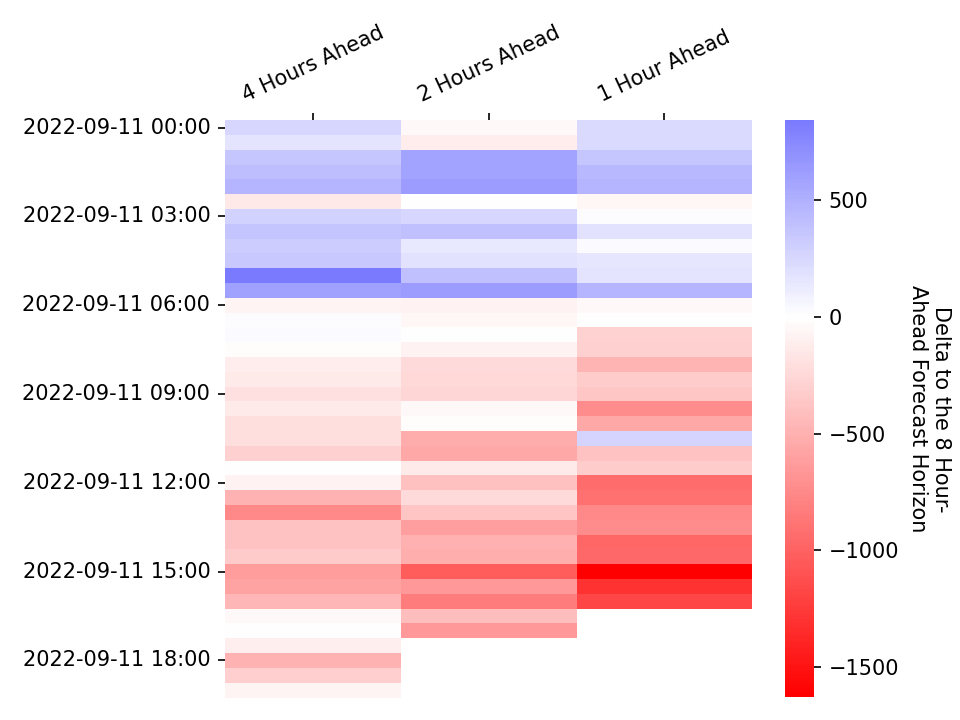 4 Hours Ahead
2 Hours Ahead
1 Hour Ahead
2022-09-11 00:00
2022-09-11 03:00
2022-09-11 06:00
2022-09-11 09:00
2022-09-11 12:00
2022-09-11 15:00
2022-09-11 18:00
500
0
−500
−1000
−1500
Delta to the 8 Hour-
Ahead Forecast Horizon